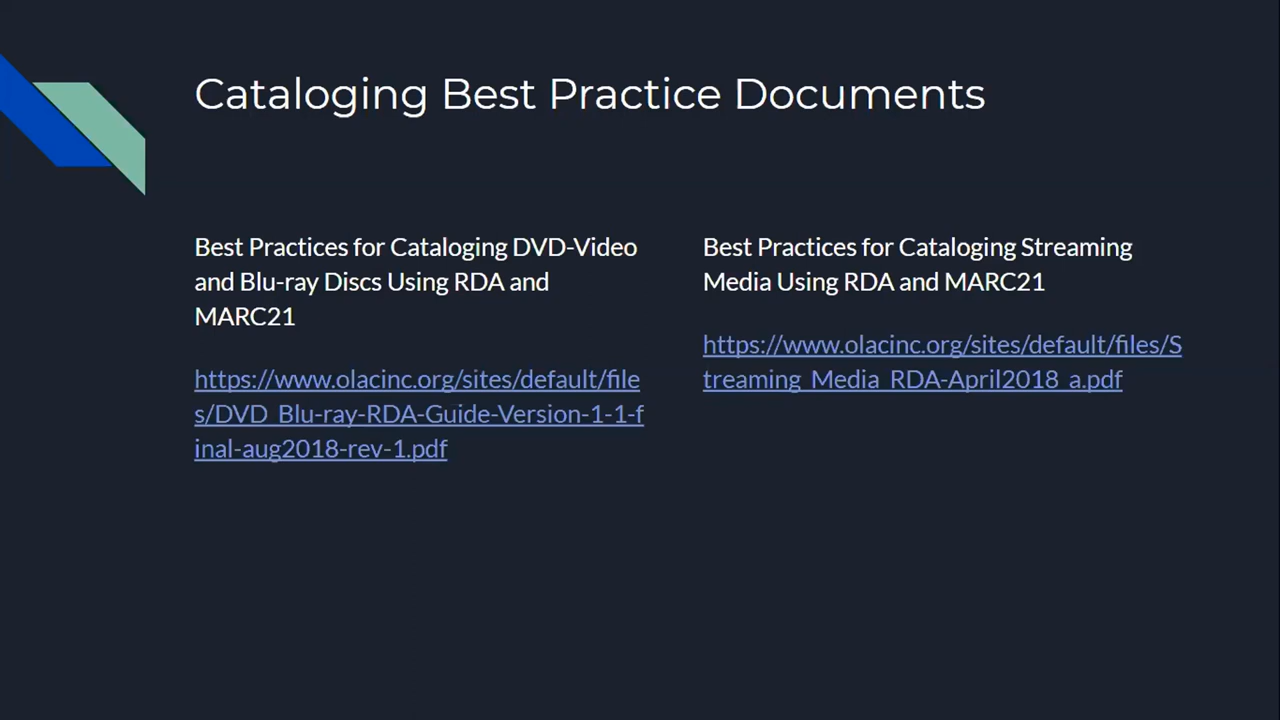 Cataloging Best Practice Documents
Best Practices for Cataloging DVD-Video
and Blu-ray Discs Using RDA and
MARC21
https://www.olacinc.org/sites/default/file
s/DVD_Blu-ray-RDA-Guide-Version-1-1-f
inal-aug2018-rev-1.pdf
Best Practices for Cataloging Streaming
Media Using RDA and MARC21
https://www.olacinc.org/sites/default/files/S
treaming_Media_RDA-April2018_a.pdf